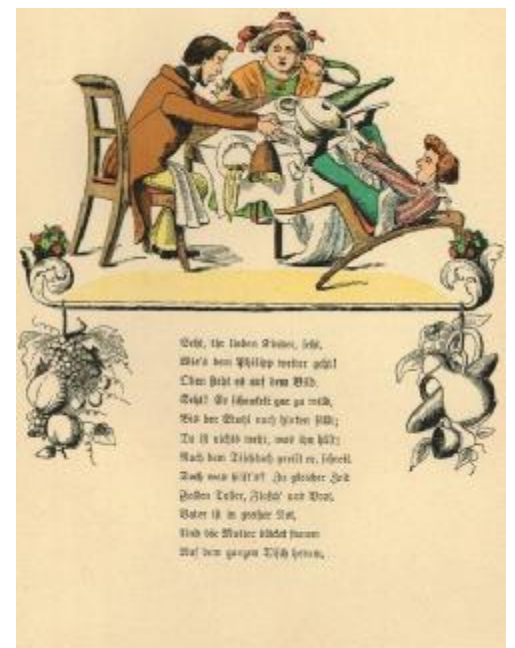 Seht, ihr lieben Kinder, seht,
Wie's dem Philipp weiter geht!
Oben steht es auf dem Bild.
Seht! Er schaukelt gar zu wild,
Bis der Stuhl nach hinten fällt;
Da ist nichts mehr, was ihn hält;
Nach dem Tischtuch greift er, schreit.
Doch was hilft's? Zu gleicher Zeit
Fallen Teller, Flasch' und Brot,
Vater ist in großer Not,
Und die Mutter blicket stumm
Auf dem ganzen Tisch herum.